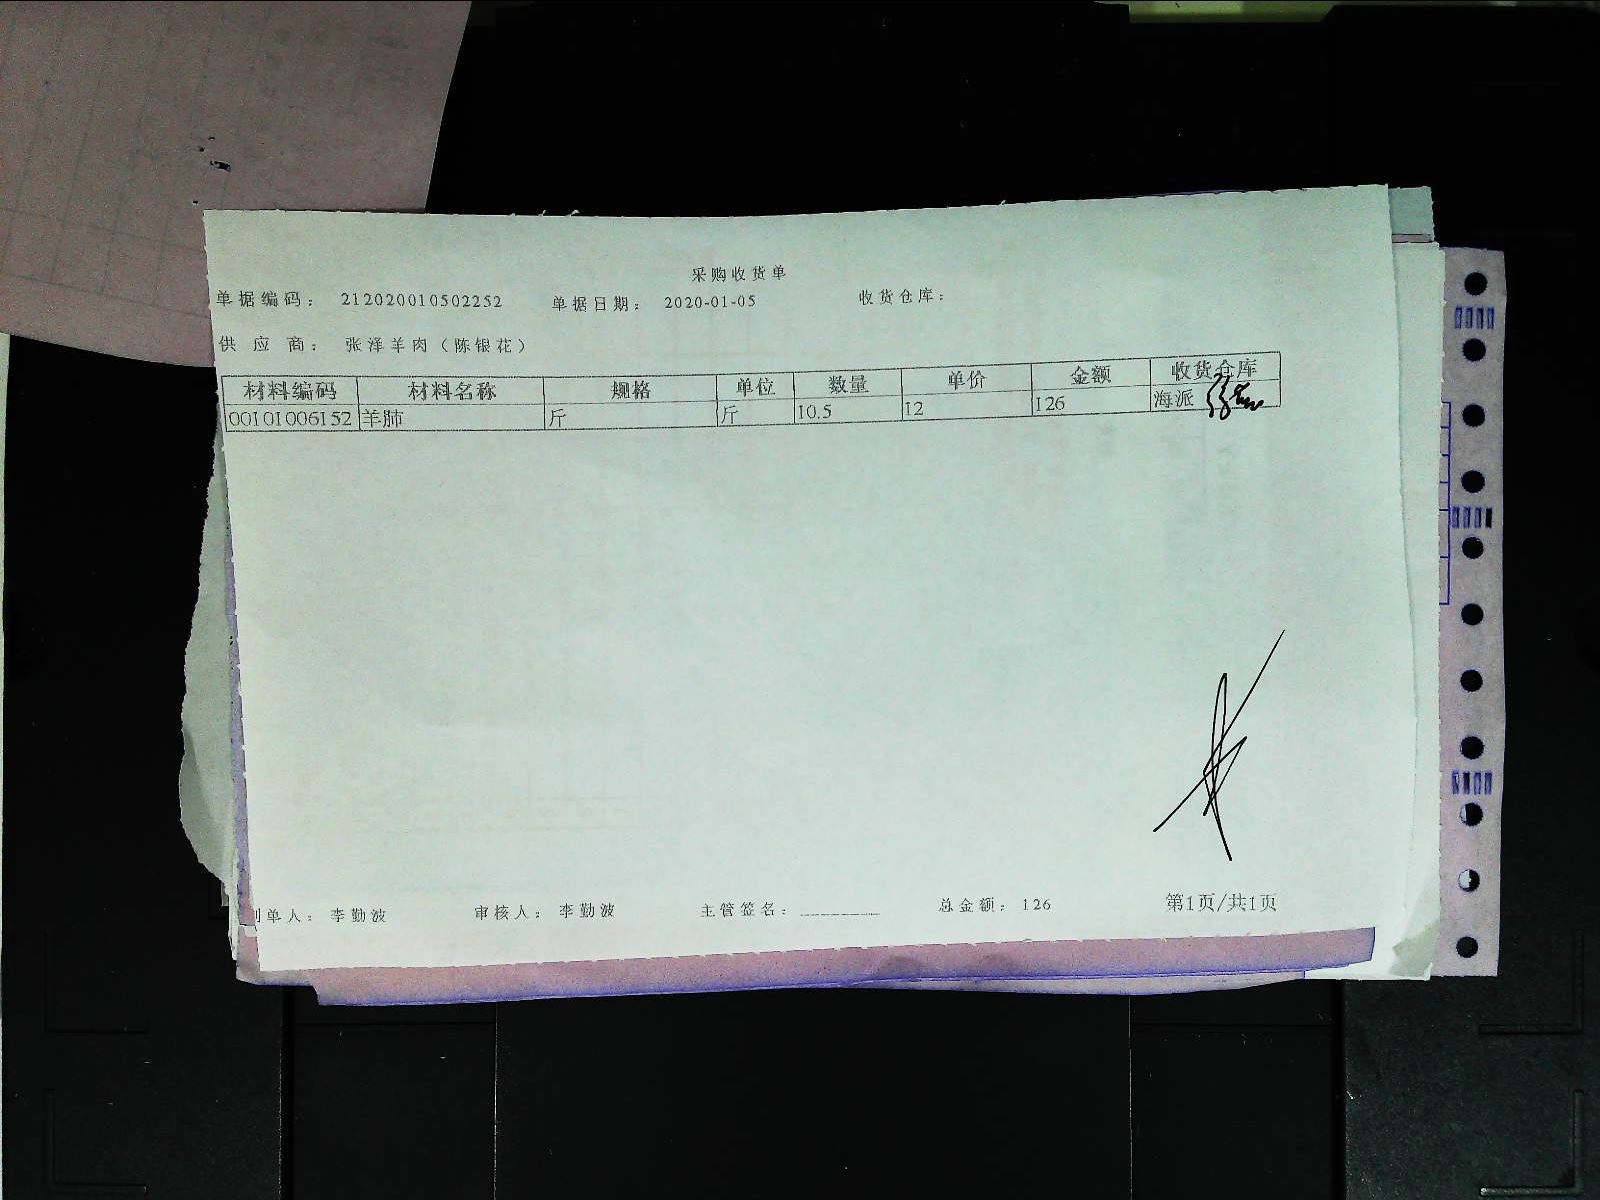 采购收货单
单据编码： 212020010502252 单据日期： 2020-01-05 收货仓库：
供 应 商： 张泽羊肉（陈银花）
材料编码 材料名称 规格 单位 数量 单价 金额 收货仓库
00101006152 羊肺 斤 斤 10.5 12 126 海派
制单人： 李勤波 审核人： 李勤波 主管签名： 总金额： 126 第1页/共1页